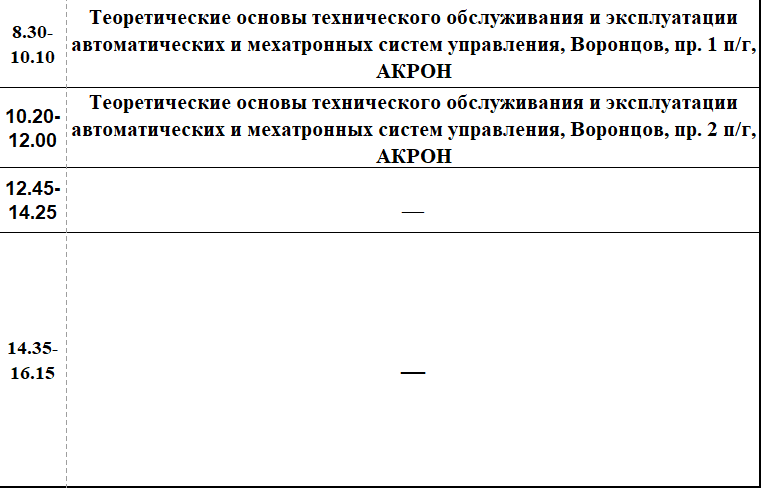 8.30-
10.10
Теоретические основы технического обслуживания и эксплуатации
автоматических и мехатронных систем управления, Воронцов, пр. 1 п/г,
АКРОН
10.20-
12.00
Теоретические основы технического обслуживания и эксплуатации
автоматических и мехатронных систем управления, Воронцов, пр. 2 п/г,
АКРОН
12.45-
14.25
—
14.35-
16.15
—